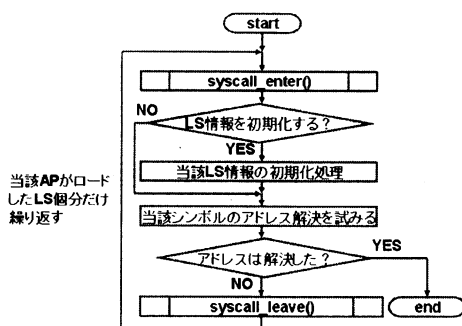 start
syscall_enter()
NO
LS情報を初期化する?
YES
当該LS情報の初期化処理
当該APがロード
したLS個分だけ
繰り返す
当該シンボルのアドレス解決を試みる
YES
アドレスは解決した?
NO
syscall_leave()
end